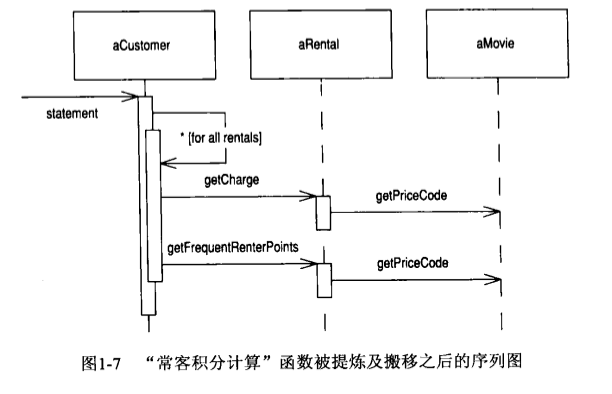 aCustomer
aRental
aMovie
statement
* [for all rentals]
getCharge
getPriceCode
getFrequentRenterPoints
getPriceCode
图1-7 “常客积分计算”函数被提炼及搬移之后的序列图